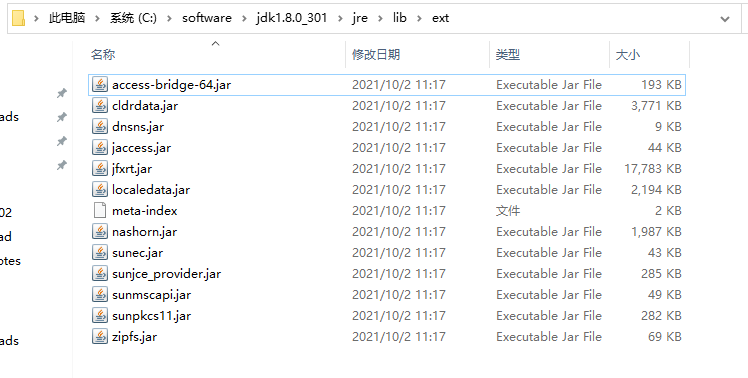 此电脑 > 系统 (C:) > software > jdk1.8.0_301 > jre > lib > ext
名称 修改日期 类型 大小
access-bridge-64.jar 2021/10/2 11:17 Executable Jar File 193 KB
cldrdata.jar 2021/10/2 11:17 Executable Jar File 3,771 KB
ads dnsns.jar 2021/10/2 11:17 Executable Jar File 9 KB
jaccess.jar 2021/10/2 11:17 Executable Jar File 44 KB
jfxrt.jar 2021/10/2 11:17 Executable Jar File 17,783 KB
localedata.jar 2021/10/2 11:17 Executable Jar File 2,194 KB
02 meta-index 2021/10/2 11:17 文件 2 KB
ad nashorn.jar 2021/10/2 11:17 Executable Jar File 1,987 KB
otes sunec.jar 2021/10/2 11:17 Executable Jar File 43 KB
sunjce_provider.jar 2021/10/2 11:17 Executable Jar File 285 KB
sunmscapi.jar 2021/10/2 11:17 Executable Jar File 49 KB
sunpkcs11.jar 2021/10/2 11:17 Executable Jar File 282 KB
ads zipfs.jar 2021/10/2 11:17 Executable Jar File 69 KB